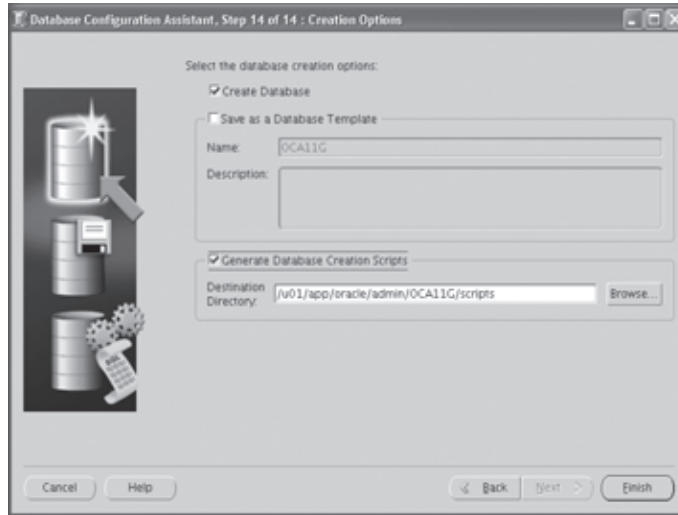 Database Configuration Assistant, Step 14 of 14 : Creation Options
Select the database creation options:
Create Database
Save as a Database Template
Name: OCA11G
Description:
Generate Database Creation Scripts
Destination Directory: /u01/app/oracle/admin/OCA11G/scripts Browse...
Cancel Help Back Next Finish